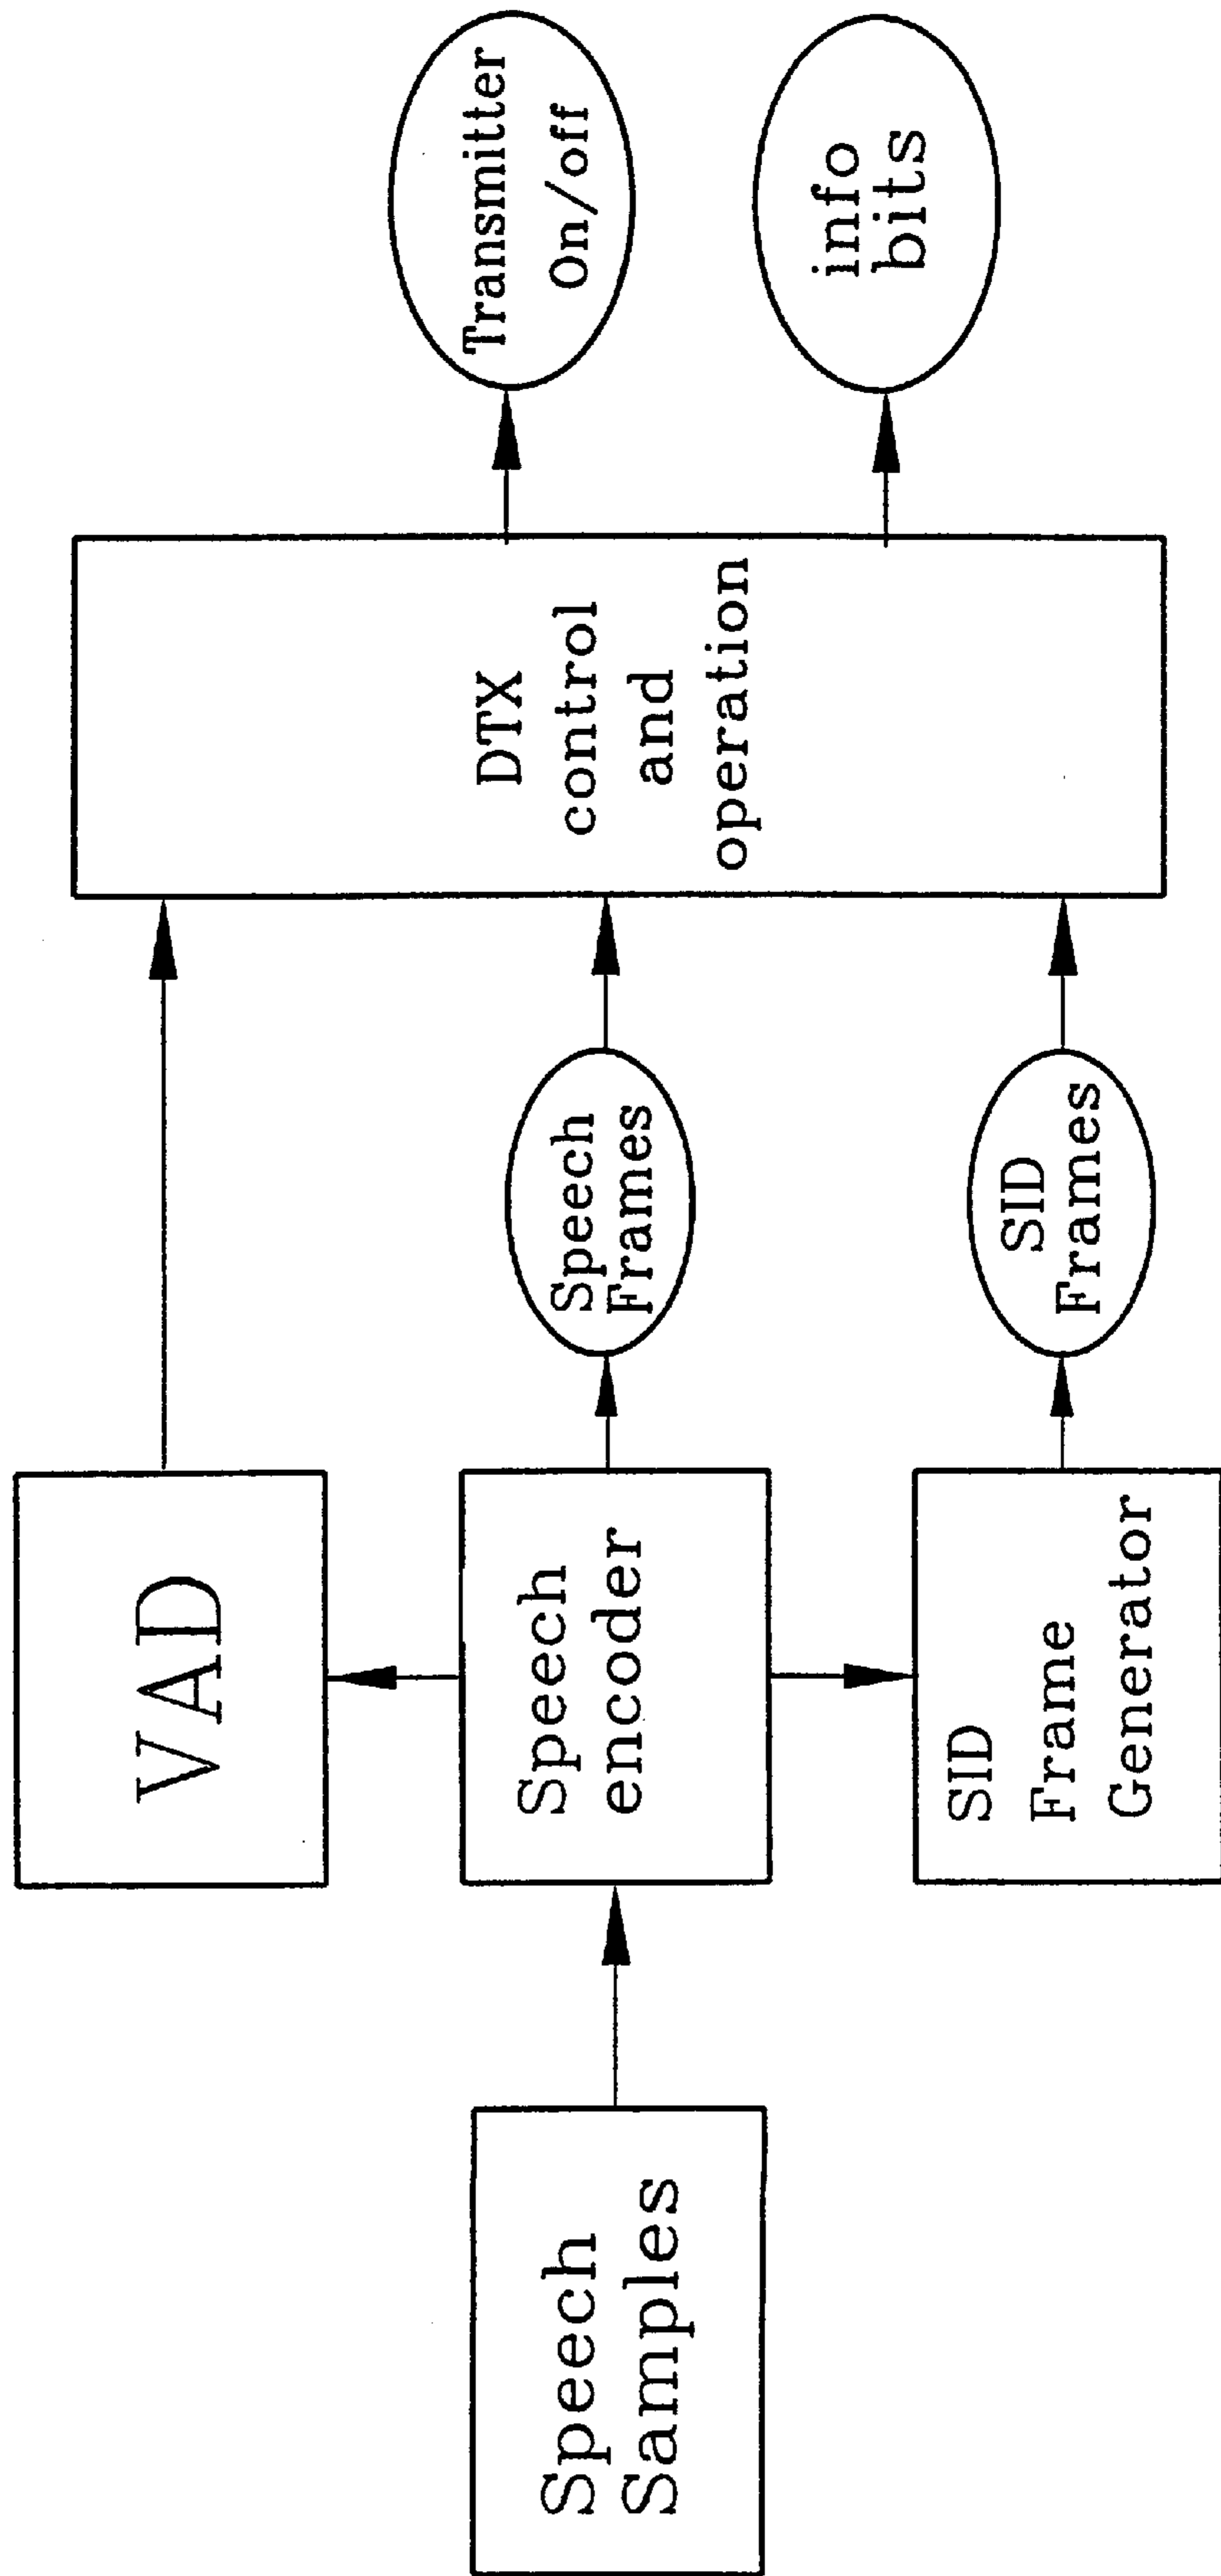 Speech
Samples
VAD
Speech
encoder
SID
Frame
Generator
Speech
Frames
SID
Frames
DTX
control
and
operation
Transmitter
On/off
info
bits